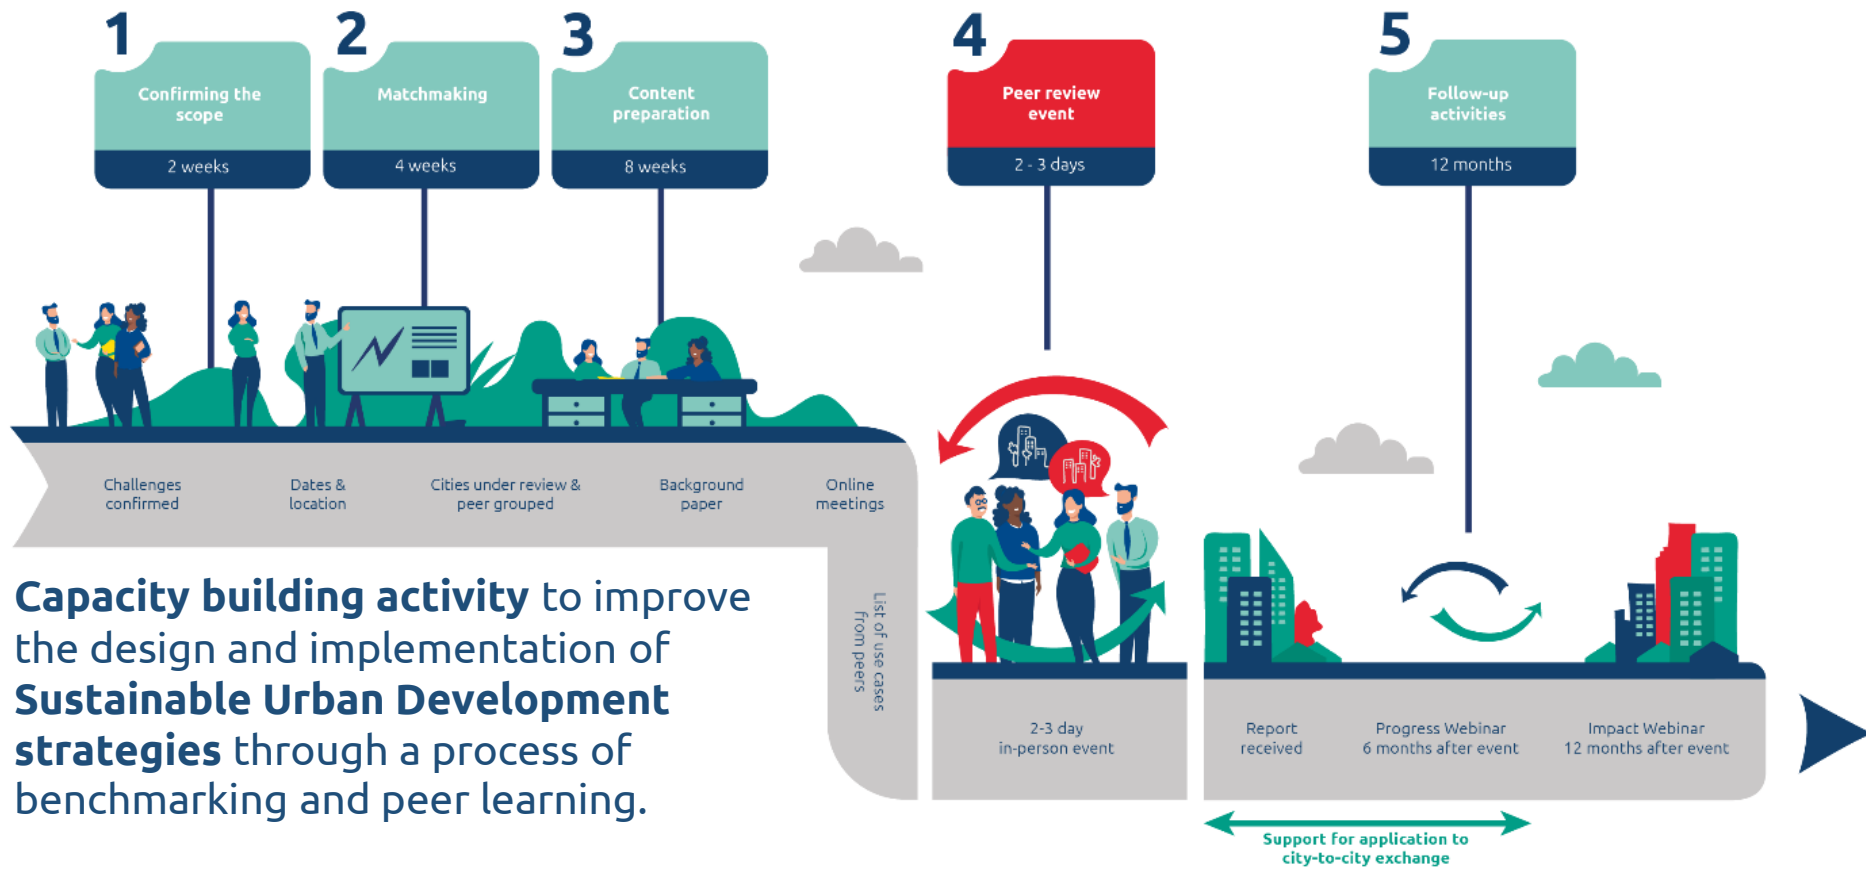 1
Confirming the
scope
2 weeks
2
Matchmaking
4 weeks
3
Content
preparation
8 weeks
4
Peer review
event
2 - 3 days
5
Follow-up
activities
12 months
Challenges
confirmed
Dates &
location
Cities under review &
peer grouped
Background
paper
Online
meetings
List of use cases
from peers
2-3 day
in-person event
Report
received
Progress Webinar
6 months after event
Impact Webinar
12 months after event
Support for application to
city-to-city exchange
Capacity building activity to improve
the design and implementation of
Sustainable Urban Development
strategies through a process of
benchmarking and peer learning.